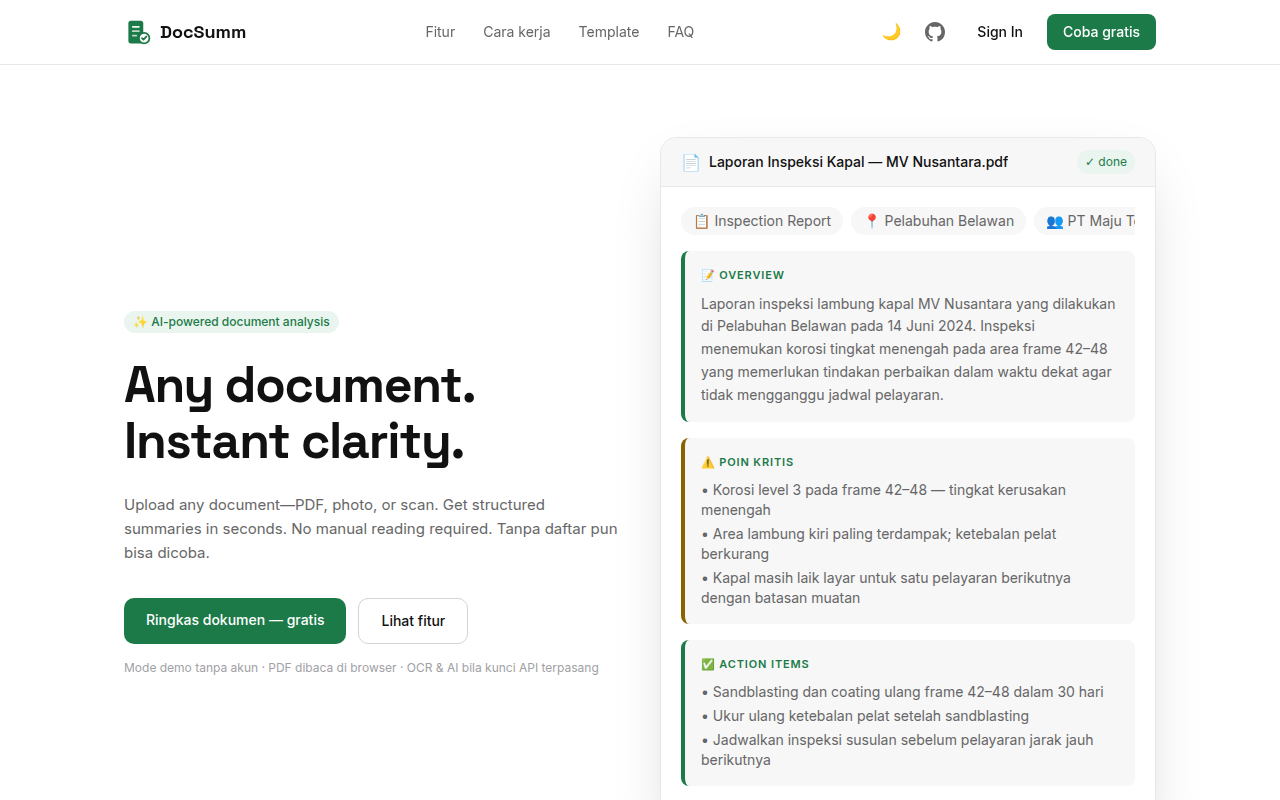 DocSumm
Fitur
Cara kerja
Template
FAQ
🌙
Sign In
Coba gratis
✨ AI-powered document analysis
Any document.
Instant clarity.
Upload any document—PDF, photo, or scan. Get structured
summaries in seconds. No manual reading required. Tanpa daftar pun
bisa dicoba.
Ringkas dokumen — gratis
Lihat fitur
Mode demo tanpa akun · PDF dibaca di browser · OCR & AI bila kunci API terpasang
📄 Laporan Inspeksi Kapal — MV Nusantara.pdf
✓ done
📋 Inspection Report
📍 Pelabuhan Belawan
👥 PT Maju
📝 OVERVIEW
Laporan inspeksi lambung kapal MV Nusantara yang dilakukan
di Pelabuhan Belawan pada 14 Juni 2024. Inspeksi
menemukan korosi tingkat menengah pada area frame 42–48
yang memerlukan tindakan perbaikan dalam waktu dekat agar
tidak mengganggu jadwal pelayaran.
⚠️ POIN KRITIS
• Korosi level 3 pada frame 42–48 — tingkat kerusakan
menengah
• Area lambung kiri paling terdampak; ketebalan pelat
berkurang
• Kapal masih laik layar untuk satu pelayaran berikutnya
dengan batasan muatan
✅ ACTION ITEMS
• Sandblasting dan coating ulang frame 42–48 dalam 30 hari
• Ukur ulang ketebalan pelat setelah sandblasting
• Jadwalkan inspeksi susulan sebelum pelayaran jarak jauh
berikutnya